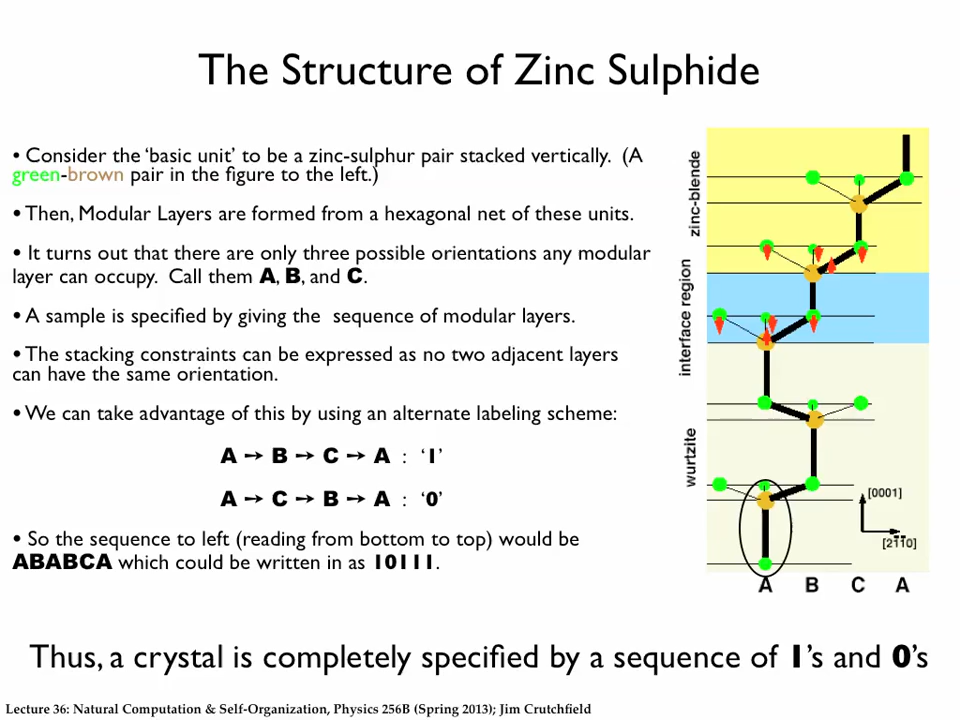 The Structure of Zinc Sulphide
• Consider the ‘basic unit’ to be a zinc-sulphur pair stacked vertically. (A
green-brown pair in the figure to the left.)
• Then, Modular Layers are formed from a hexagonal net of these units.
• It turns out that there are only three possible orientations any modular
layer can occupy. Call them A, B, and C.
• A sample is specified by giving the sequence of modular layers.
• The stacking constraints can be expressed as no two adjacent layers
can have the same orientation.
• We can take advantage of this by using an alternate labeling scheme:
A → B → C → A : ‘1’
A → C → B → A : ‘0’
• So the sequence to left (reading from bottom to top) would be
ABABCA which could be written in as 10111.
zinc-blende
interface region
wurtzite
[0001]
[2̄1̄10]
A B C A
Thus, a crystal is completely specified by a sequence of 1’s and 0’s
Lecture 36: Natural Computation & Self-Organization, Physics 256B (Spring 2013); Jim Crutchfield